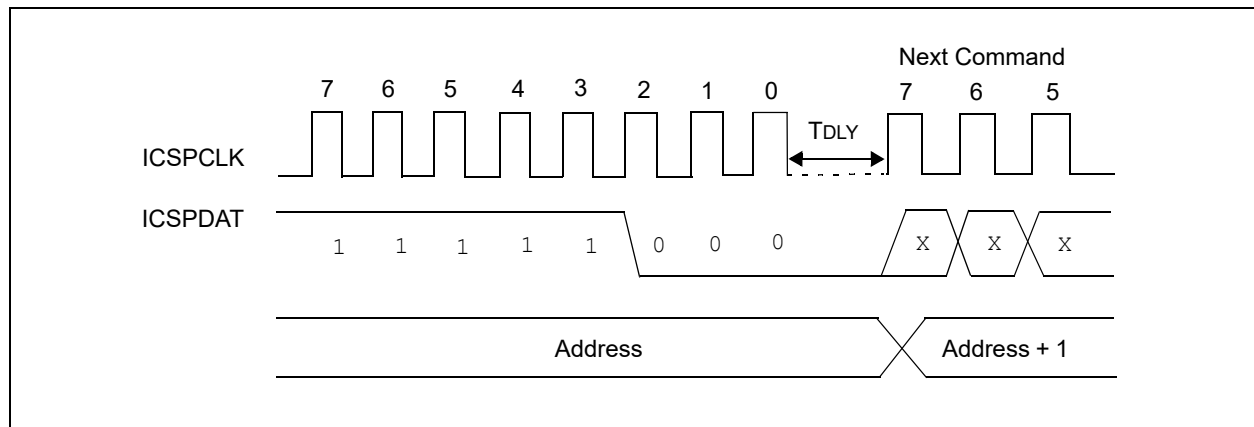 Next Command
7 6 5 4 3 2 1 0 7 6 5
TDLY
ICSPCLK
ICSPDAT
1 1 1 1 1 0 0 0 X X X
Address Address + 1